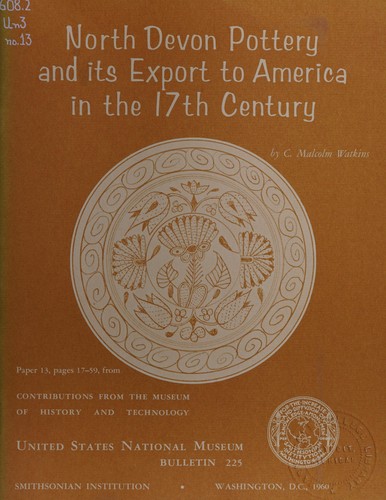 608.2
Un3
no.13
North Devon Pottery
and its Export to America
in the 17th Century
by C. Malcolm Watkins
Paper 13, pages 17–59, from
CONTRIBUTIONS FROM THE MUSEUM
OF HISTORY AND TECHNOLOGY
UNITED STATES NATIONAL MUSEUM
BULLETIN 225
SMITHSONIAN INSTITUTION • WASHINGTON, D.C., 1960